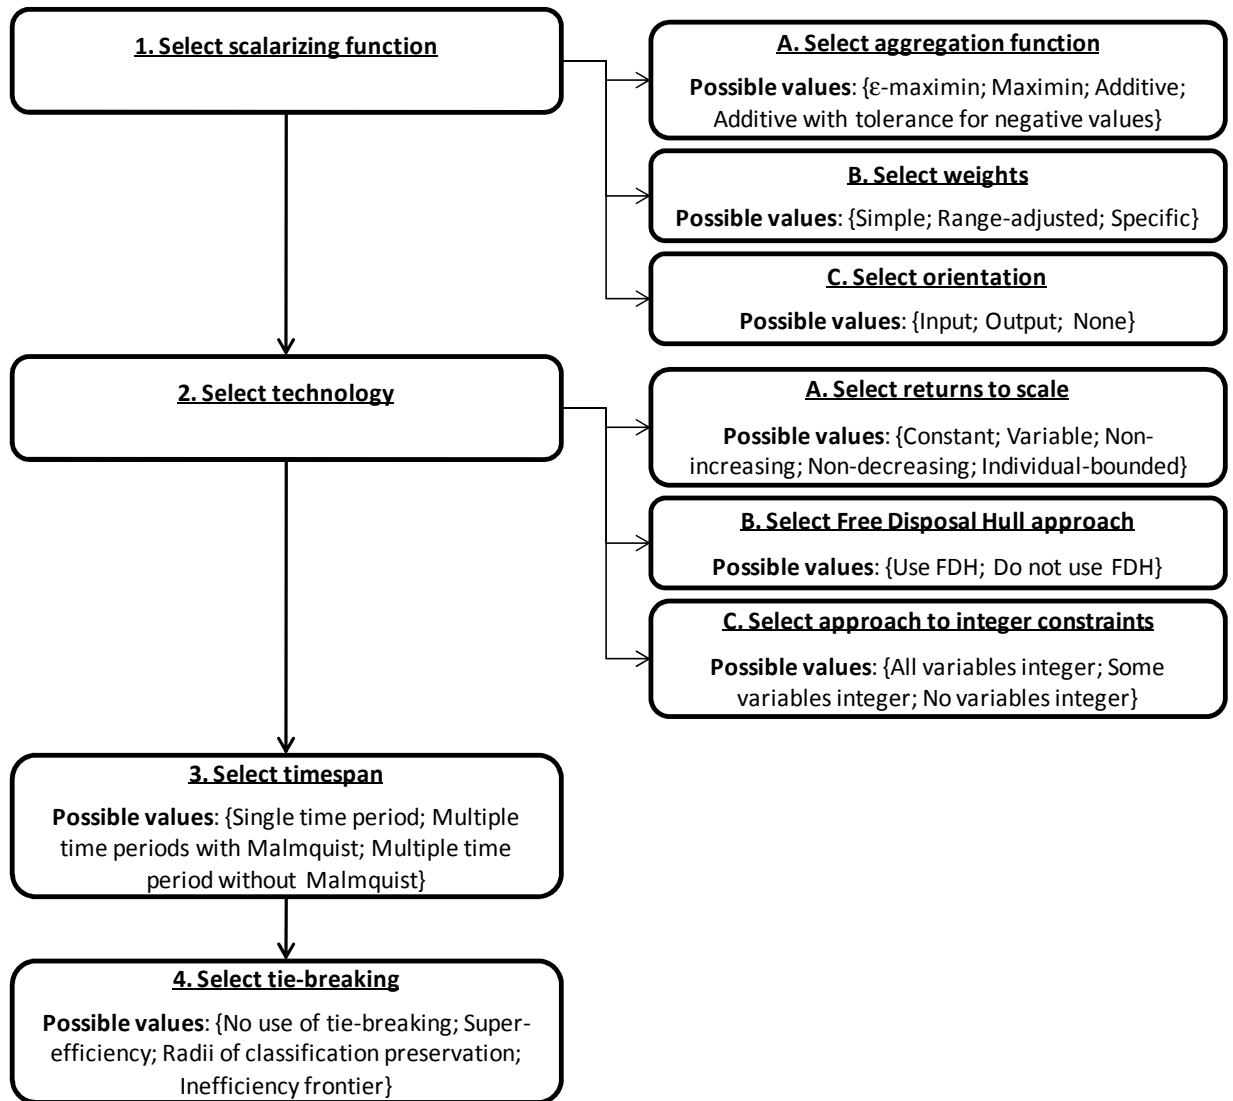 1. Select scalarizing function
A. Select aggregation function
Possible values: {ε-maximin; Maximin; Additive;
Additive with tolerance for negative values}
B. Select weights
Possible values: {Simple; Range-adjusted; Specific}
C. Select orientation
Possible values: {Input; Output; None}
2. Select technology
A. Select returns to scale
Possible values: {Constant; Variable; Non-
increasing; Non-decreasing; Individual-bounded}
B. Select Free Disposal Hull approach
Possible values: {Use FDH; Do not use FDH}
C. Select approach to integer constraints
Possible values: {All variables integer; Some
variables integer; No variables integer}
3. Select timespan
Possible values: {Single time period; Multiple
time periods with Malmquist; Multiple time
period without Malmquist}
4. Select tie-breaking
Possible values: {No use of tie-breaking; Super-
efficiency; Radii of classification preservation;
Inefficiency frontier}